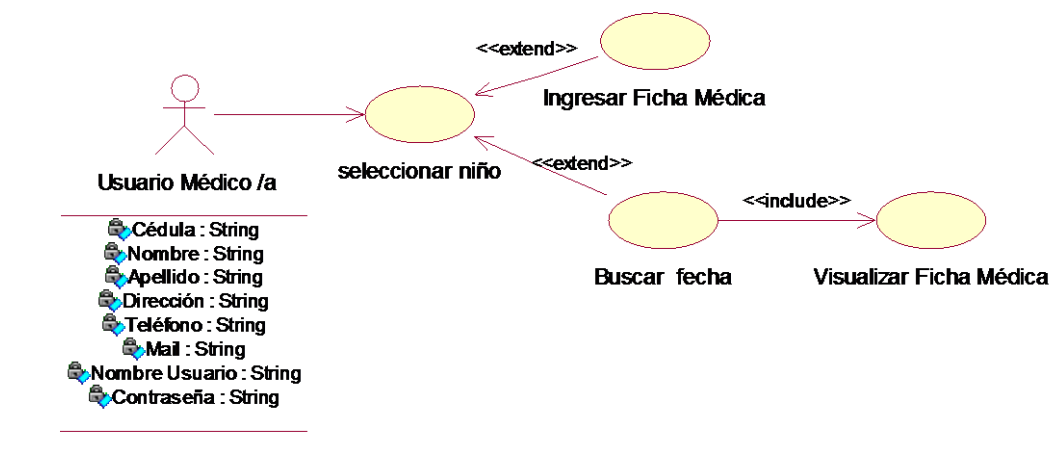 <<extend>>
Ingresar Ficha Médica
seleccionar niño
Usuario Médico /a
<<extend>>
<<include>>
Buscar fecha
Visualizar Ficha Médica
Cédula : String
Nombre : String
Apellido : String
Dirección : String
Teléfono : String
Mail : String
Nombre Usuario : String
Contraseña : String